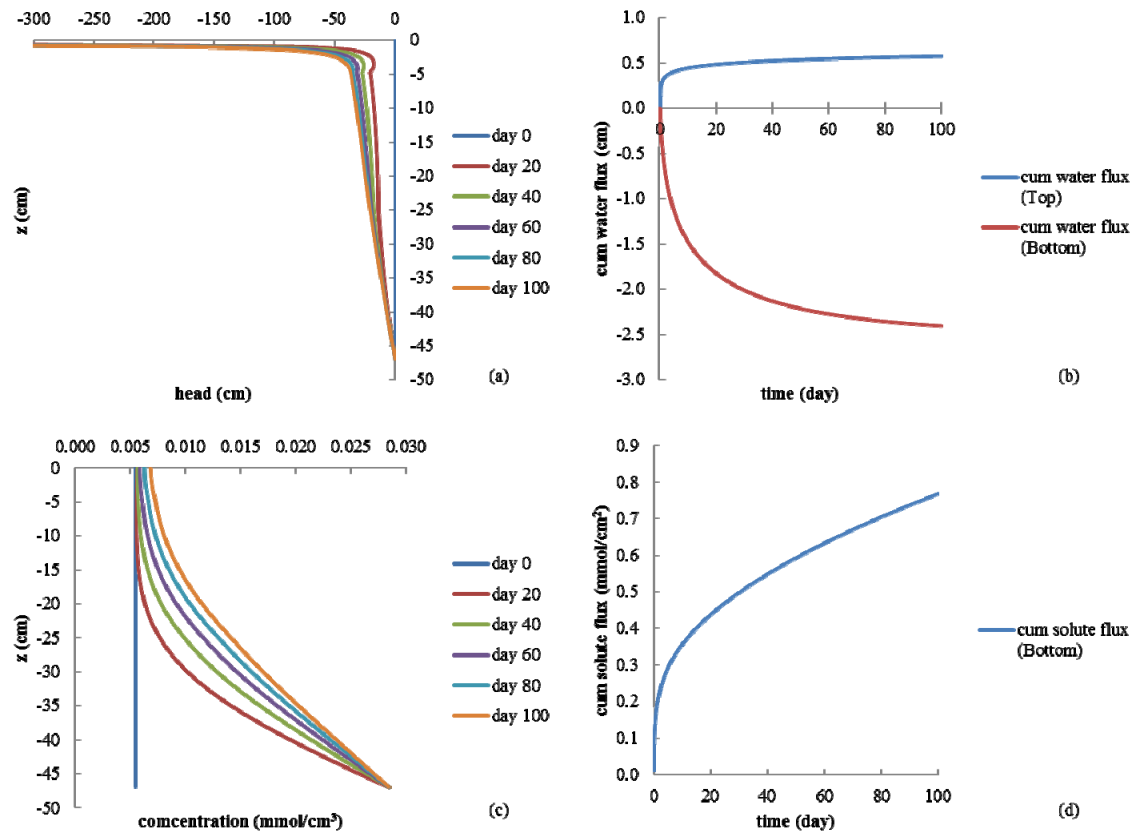 -300 -250 -200 -150 -100 -50 0
0
-5
-10
-15
-20
-25
-30
-35
-40
-45
-50
z (cm)
head (cm)
day 0
day 20
day 40
day 60
day 80
day 100
(a)
1.0
0.5
0.0
-0.5
-1.0
-1.5
-2.0
-2.5
-3.0
0 20 40 60 80 100
cum water flux (cm)
time (day)
cum water flux
(Top)
cum water flux
(Bottom)
(b)
0.000 0.005 0.010 0.015 0.020 0.025 0.030
0
-5
-10
-15
-20
-25
-30
-35
-40
-45
-50
z (cm)
comcentration (mmol/cm³)
day 0
day 20
day 40
day 60
day 80
day 100
(c)
0.9
0.8
0.7
0.6
0.5
0.4
0.3
0.2
0.1
0.0
0 20 40 60 80 100
cum solute flux (mmol/cm²)
time (day)
cum solute flux
(Bottom)
(d)